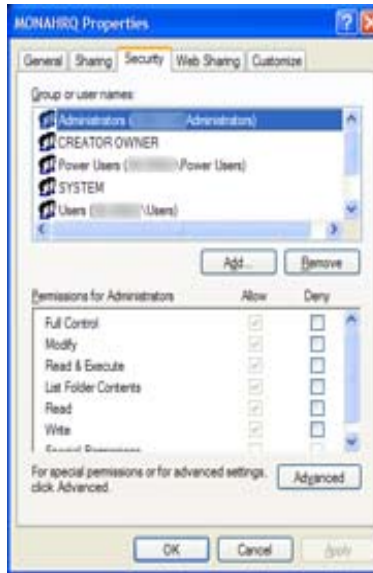 MONAHRQ Properties
General Sharing Security Web Sharing Customize
Group or user names:
Administrators ( Administrators)
CREATOR OWNER
Power Users ( \Power Users)
SYSTEM
Users ( \Users)
Add... Remove
Permissions for Administrators Allow Deny
Full Control
Modify
Read & Execute
List Folder Contents
Read
Write
Special Permissions
For special permissions or for advanced settings,
click Advanced.
Advanced
OK Cancel Apply